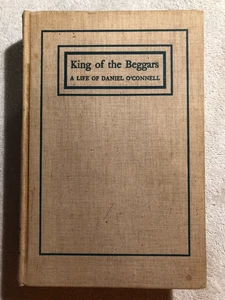 King of the Beggars
A LIFE OF DANIEL O'CONNELL